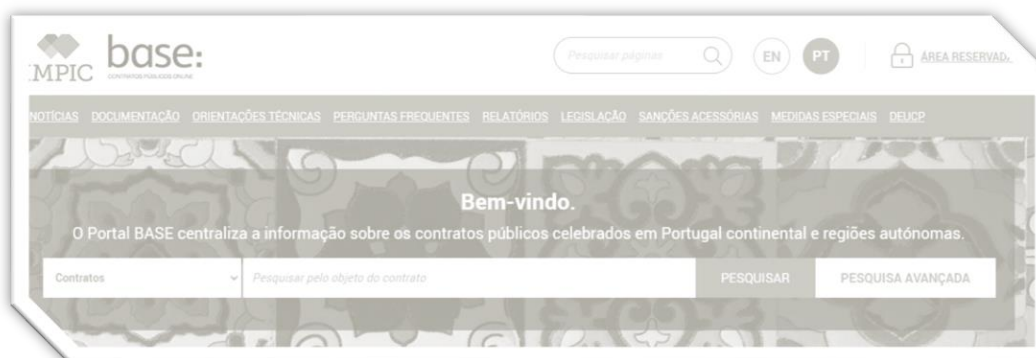 IMPIC
base:
CONTRATOS PÚBLICOS ONLINE
Pesquisar páginas
EN
PT
ÁREA RESERVAD
NOTÍCIAS DOCUMENTAÇÃO ORIENTAÇÕES TÉCNICAS PERGUNTAS FREQUENTES RELATÓRIOS LEGISLAÇÃO SANÇÕES ACESSÓRIAS MEDIDAS ESPECIAIS DEUCP
Bem-vindo.
O Portal BASE centraliza a informação sobre os contratos públicos celebrados em Portugal continental e regiões autónomas.
Contratos Pesquisar pelo objeto do contrato PESQUISAR PESQUISA AVANÇADA